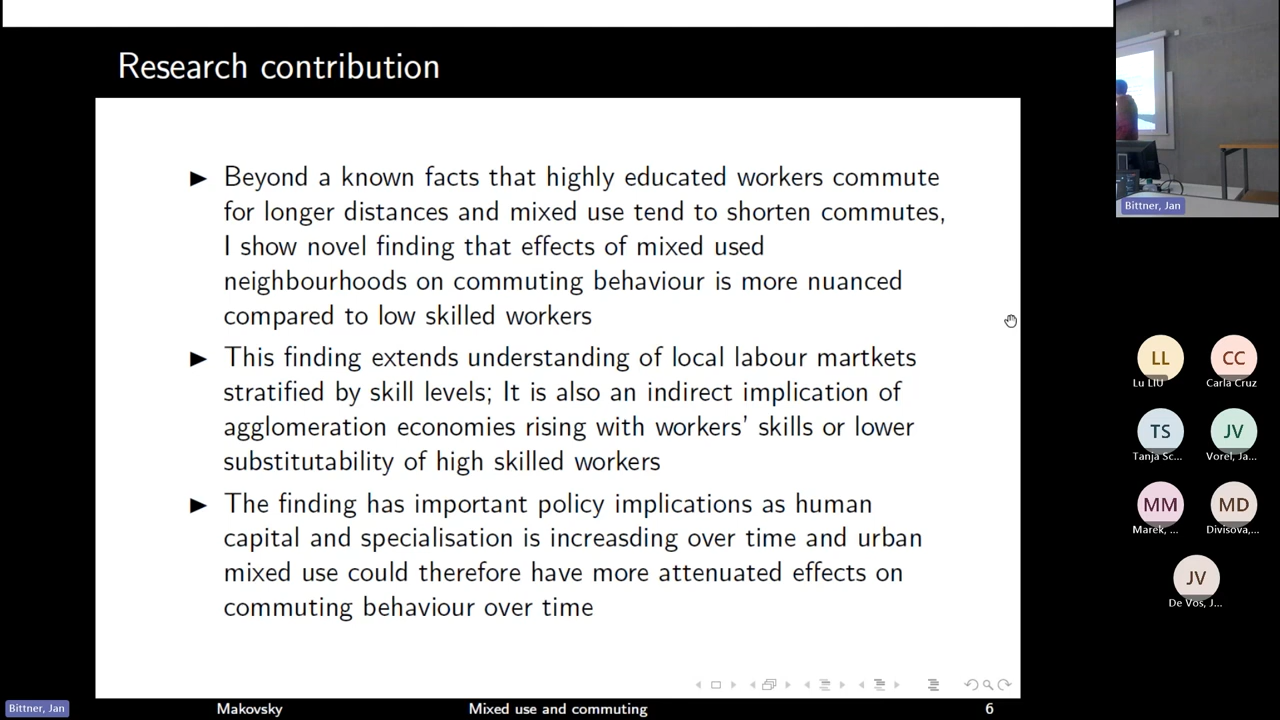 Research contribution
Beyond a known facts that highly educated workers commute
for longer distances and mixed use tend to shorten commutes,
I show novel finding that effects of mixed used
neighbourhoods on commuting behaviour is more nuanced
compared to low skilled workers
This finding extends understanding of local labour martkets
stratified by skill levels; It is also an indirect implication of
agglomeration economies rising with workers' skills or lower
substitutability of high skilled workers
The finding has important policy implications as human
capital and specialisation is increasding over time and urban
mixed use could therefore have more attenuated effects on
commuting behaviour over time
Makovsky
Mixed use and commuting
6
Bittner, Jan
Bittner, Jan
LL
Lu LIU
CC
Carla Cruz
TS
Tanja Sc...
JV
Vorel, Ja...
MM
Marek, ...
MD
Divisova,...
JV
De Vos, J...